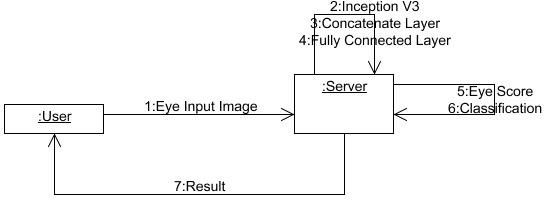 2:Inception V3
3:Concatenate Layer
4:Fully Connected Layer
:Server
5:Eye Score
6:Classification
1:Eye Input Image
:User
7:Result